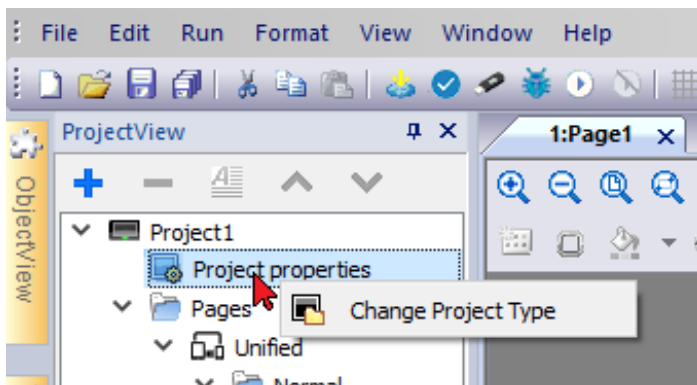 File Edit Run Format View Window Help
ProjectView
1:Page1
ObjectView
Project1
Project properties
Change Project Type
Pages
Unified
Normal